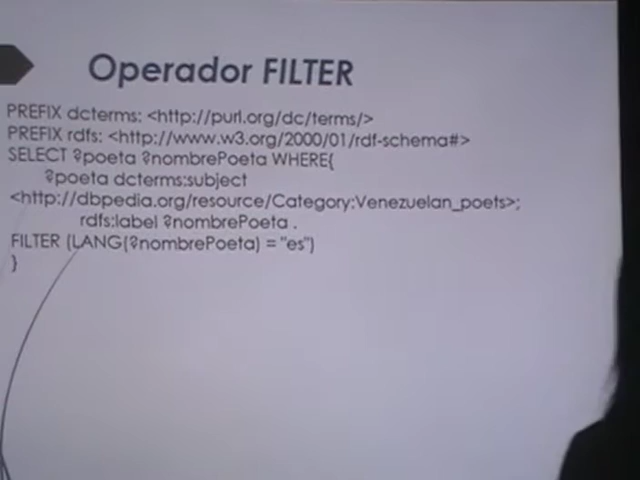 Operador FILTER
PREFIX dcterms: <http://purl.org/dc/terms/>
PREFIX rdfs: <http://www.w3.org/2000/01/rdf-schema#>
SELECT ?poeta ?nombrePoeta WHERE{
?poeta dcterms:subject
<http://dbpedia.org/resource/Category:Venezuelan_poets>;
rdfs:label ?nombrePoeta .
FILTER (LANG(?nombrePoeta) = "es")
}